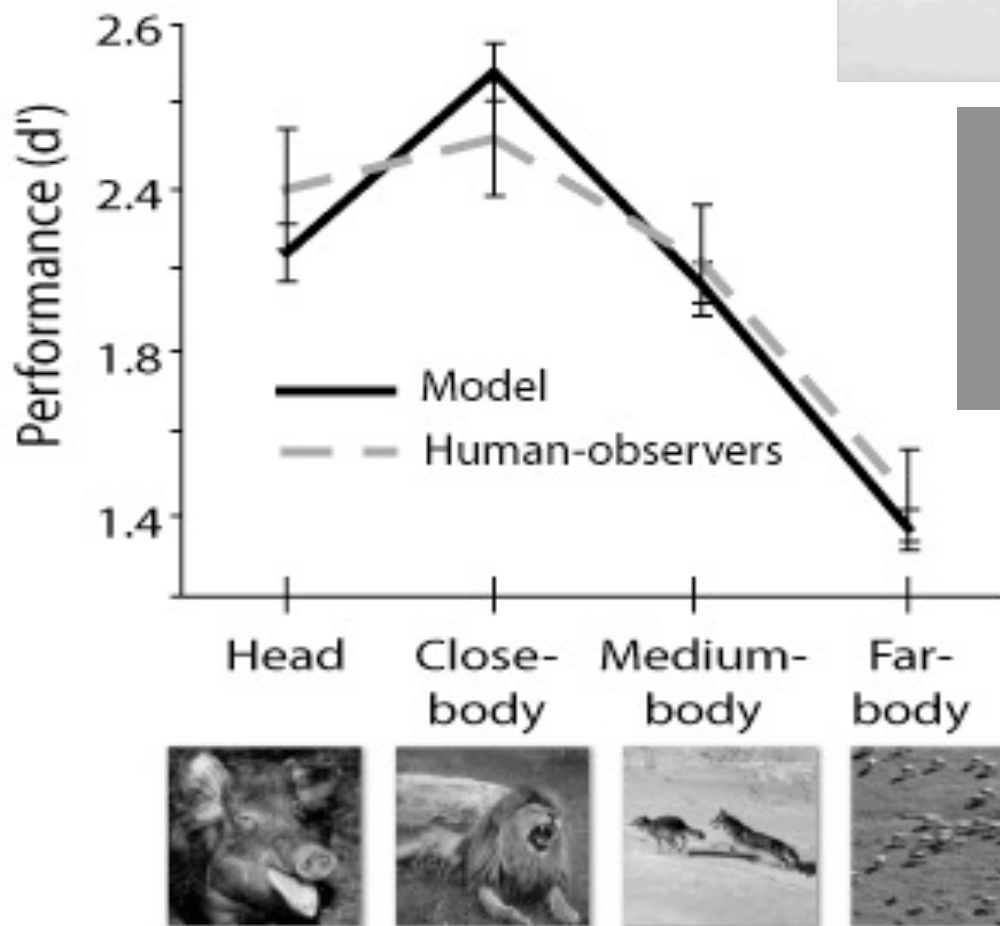 2.6
2.4
1.8
1.4
Performance (d')
Model
Human-observers
Head
Close-
body
Medium-
body
Far-
body